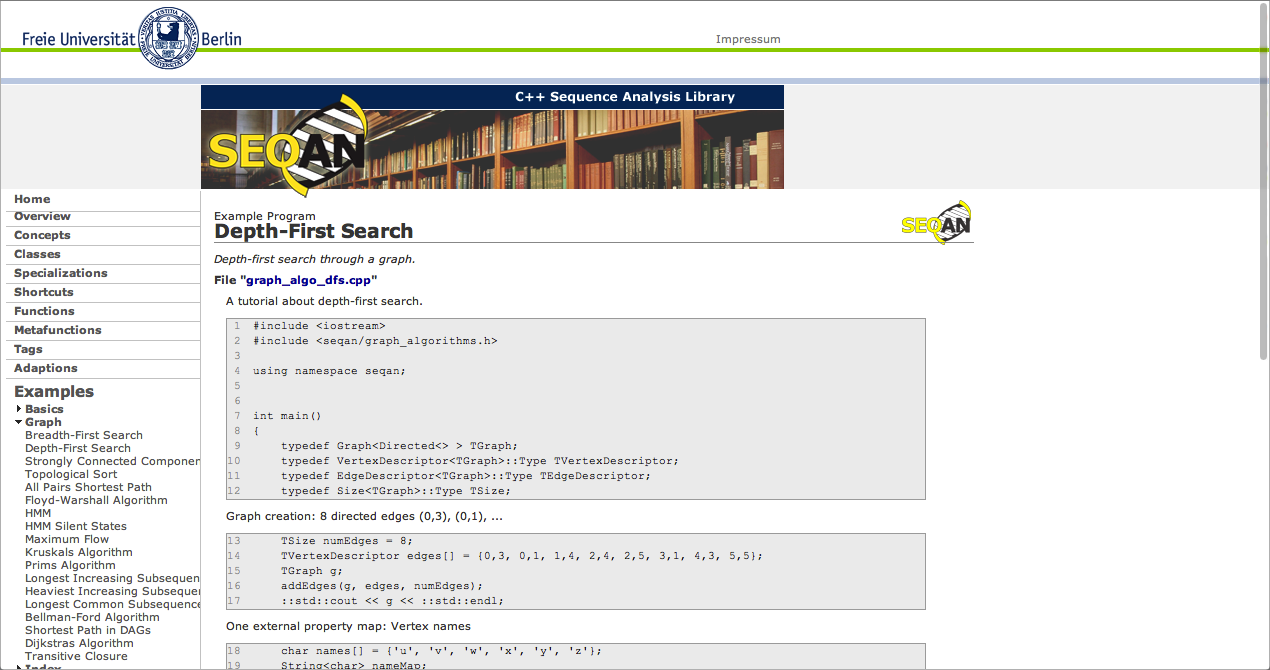 Freie Universität Berlin
Impressum
C++ Sequence Analysis Library
SEQAN
Home
Overview
Concepts
Classes
Specializations
Shortcuts
Functions
Metafunctions
Tags
Adaptions
Examples
Basics
Graph
Breadth-First Search
Depth-First Search
Strongly Connected Componen
Topological Sort
All Pairs Shortest Path
Floyd-Warshall Algorithm
HMM
HMM Silent States
Maximum Flow
Kruskals Algorithm
Prims Algorithm
Longest Increasing Subsequen
Heaviest Increasing Subseque
Longest Common Subsequence
Bellman-Ford Algorithm
Shortest Path in DAGs
Dijkstras Algorithm
Transitive Closure
Index
Example Program
Depth-First Search
SEQAN
Depth-first search through a graph.
File "graph_algo_dfs.cpp"
A tutorial about depth-first search.
1 #include <iostream>
2 #include <seqan/graph_algorithms.h>
3
4 using namespace seqan;
5
6
7 int main()
8 {
9 typedef Graph<Directed<> > TGraph;
10 typedef VertexDescriptor<TGraph>::Type TVertexDescriptor;
11 typedef EdgeDescriptor<TGraph>::Type TEdgeDescriptor;
12 typedef Size<TGraph>::Type TSize;
Graph creation: 8 directed edges (0,3), (0,1), ...
13 TSize numEdges = 8;
14 TVertexDescriptor edges[] = {0,3, 0,1, 1,4, 2,4, 2,5, 3,1, 4,3, 5,5};
15 TGraph g;
16 addEdges(g, edges, numEdges);
17 ::std::cout << g << ::std::endl;
One external property map: Vertex names
18 char names[] = {'u', 'v', 'w', 'x', 'y', 'z'};
19 String<char> nameMap;